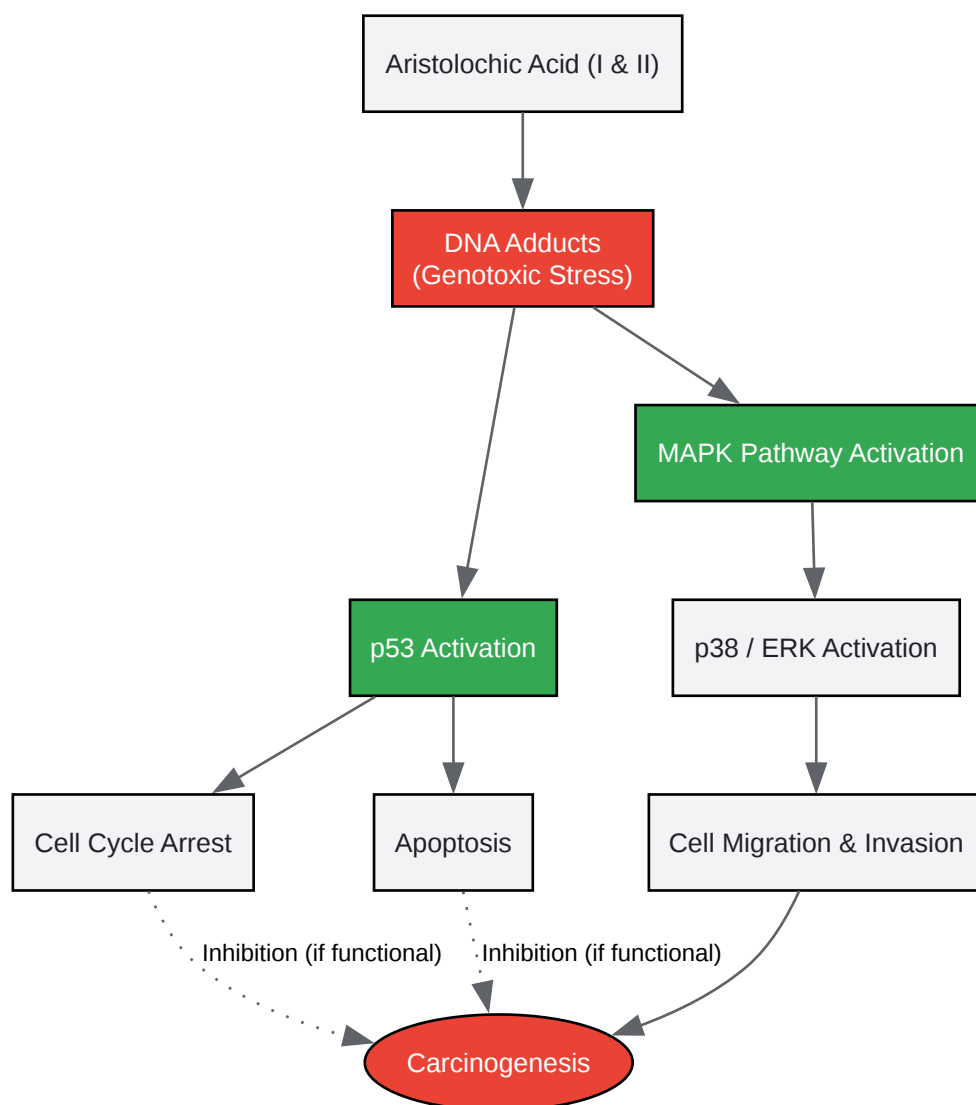 Aristolochic Acid (I & II)
DNA Adducts
(Genotoxic Stress)
MAPK Pathway Activation
p53 Activation
p38 / ERK Activation
Cell Cycle Arrest
Apoptosis
Cell Migration & Invasion
Inhibition (if functional)
Inhibition (if functional)
Carcinogenesis